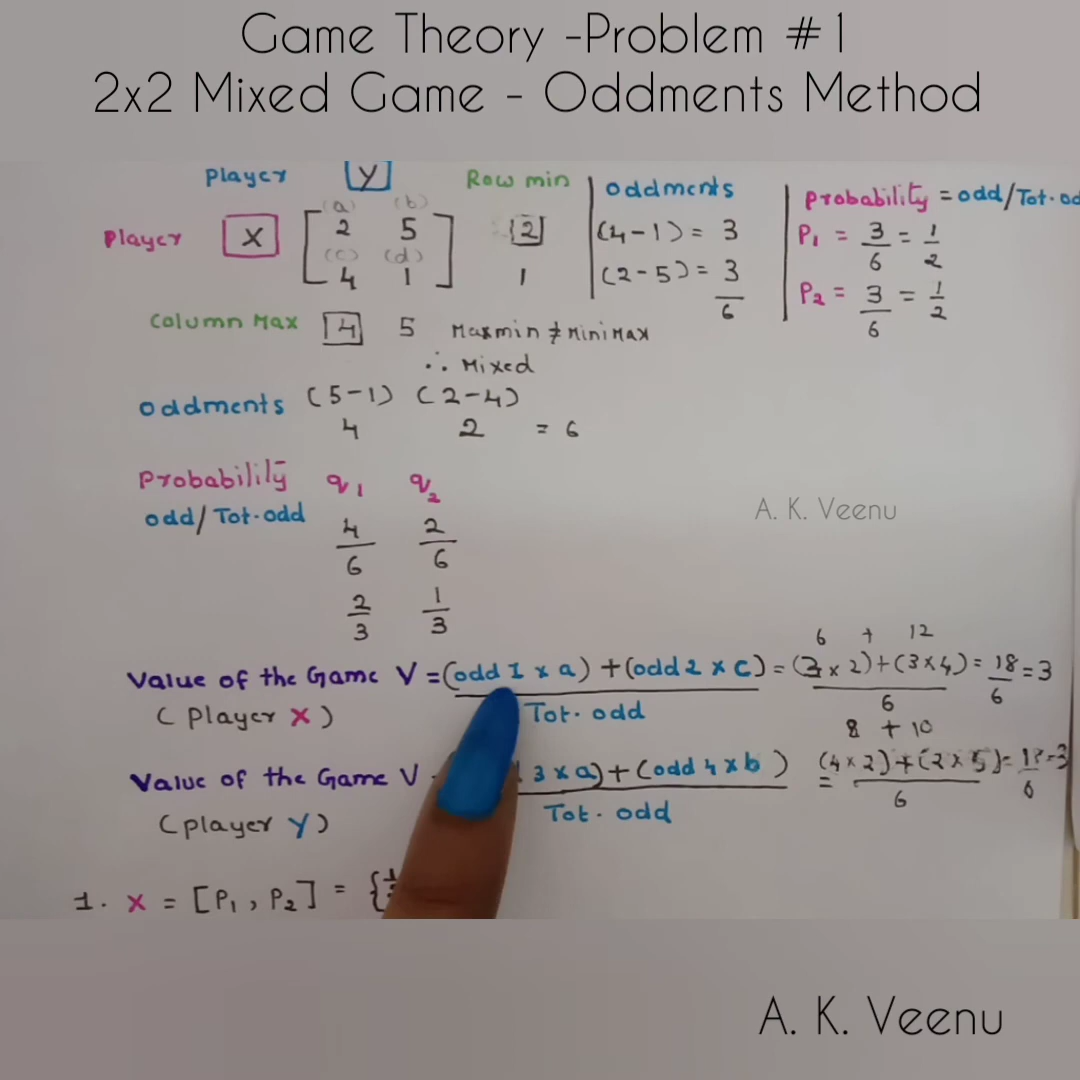 Game Theory -Problem #1
2x2 Mixed Game - Oddments Method
Player Y Row min oddments Probability = odd/Tot.od
(a) (b)
Player X 2 5 2 (4-1) = 3 P1 = 3/6 = 1/2
(c) (d)
4 1 1 (2-5) = 3 P2 = 3/6 = 1/2
6
Column Max 4 5 Maxmin ≠ MiniMax
∴ Mixed
oddments (5-1) (2-4)
4 2 = 6
Probability q1 q2
odd/Tot.odd 4/6 2/6
2/3 1/3
A. K. Veenu
6 + 12
Value of the Game V = (odd 1 x a) + (odd 2 x c) = (3 x 2) + (3 x 4) = 18/6 = 3
(Player X) Tot. odd 6
8 + 10
Value of the Game V 3 x a) + (odd 4 x b) = (4 x 2) + (2 x 5) = 18/6 = 3
(Player Y) Tot. odd 6
1. X = [P1, P2] = {
A. K. Veenu